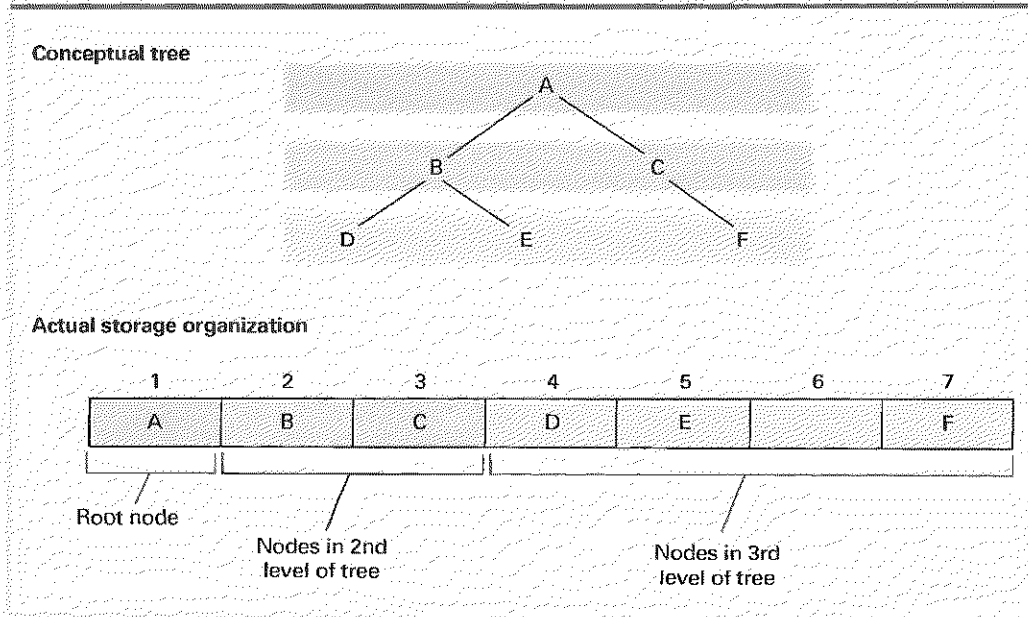 Conceptual tree
A
B C
D E F
Actual storage organization
1 2 3 4 5 6 7
A B C D E F
Root node
Nodes in 2nd
level of tree
Nodes in 3rd
level of tree